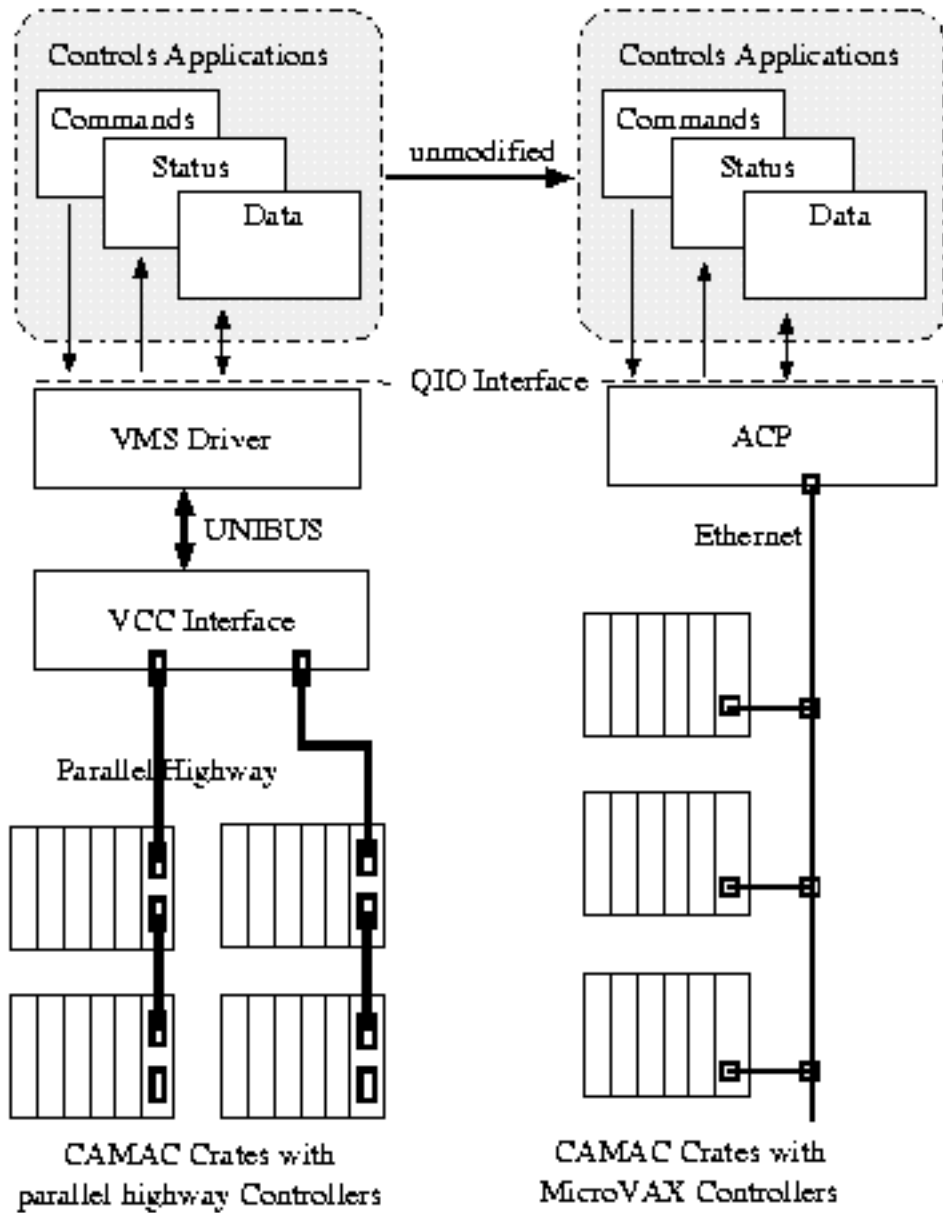 Controls Applications
Commands
Status
Data
unmodified
Controls Applications
Commands
Status
Data
QIO Interface
VMS Driver
UNIBUS
VCC Interface
Parallel Highway
CAMAC Crates with
parallel highway Controllers
ACP
Ethernet
CAMAC Crates with
MicroVAX Controllers